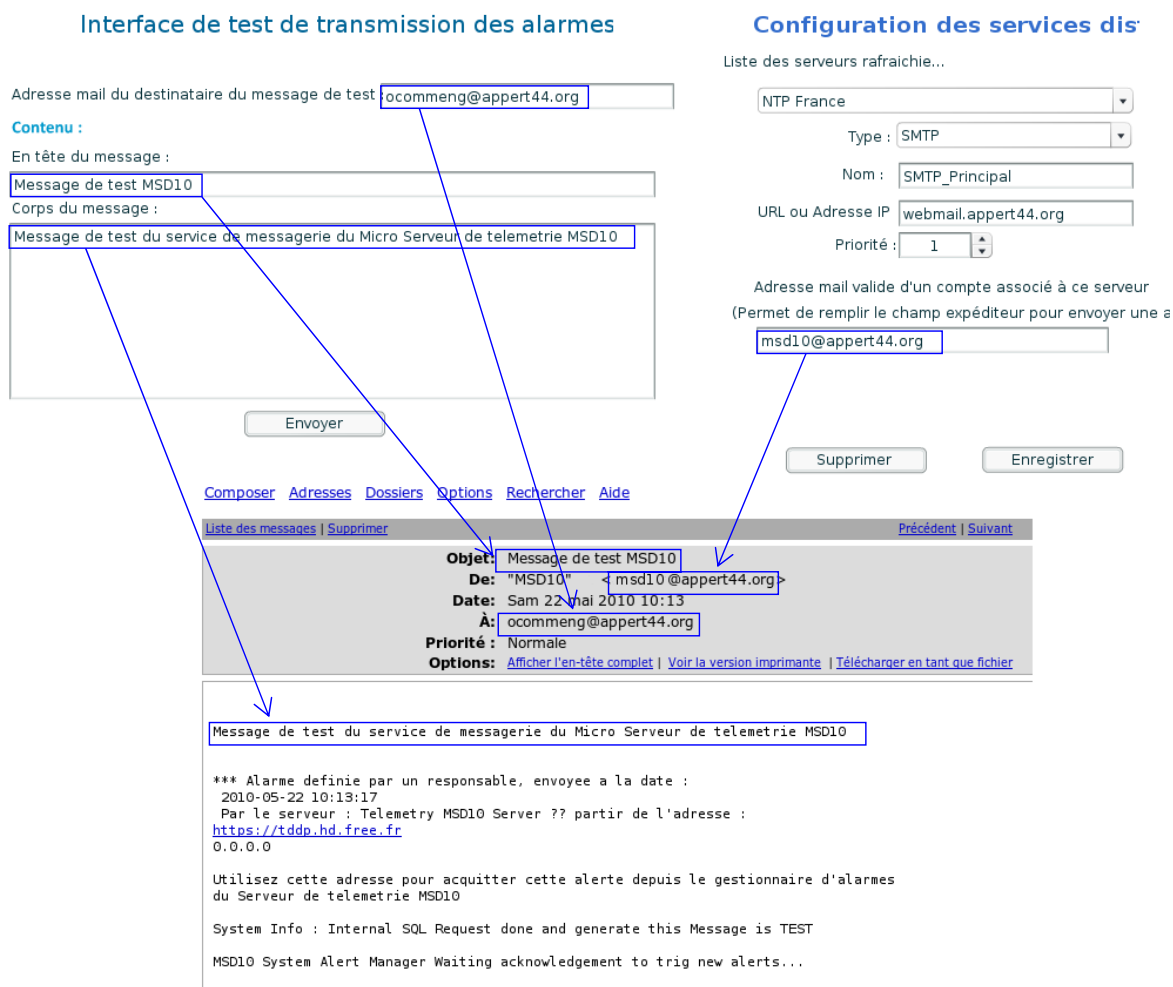 Interface de test de transmission des alarmes
Adresse mail du destinataire du message de test :
ocommeng@appert44.org
Contenu :
En tête du message :
Message de test MSD10
Corps du message :
Message de test du service de messagerie du Micro Serveur de telemetrie MSD10
Envoyer
Configuration des services dis
Liste des serveurs rafraichie...
NTP France
Type : SMTP
Nom : SMTP_Principal
URL ou Adresse IP webmail.appert44.org
Priorité : 1
Adresse mail valide d'un compte associé à ce serveur
(Permet de remplir le champ expéditeur pour envoyer une a
msd10@appert44.org
Supprimer Enregistrer
Composer Adresses Dossiers Options Rechercher Aide
Liste des messages | Supprimer Précédent | Suivant
Objet: Message de test MSD10
De: "MSD10" < msd10@appert44.org>
Date: Sam 22 mai 2010 10:13
À: ocommeng@appert44.org
Priorité : Normale
Options: Afficher l'en-tête complet | Voir la version imprimante | Télécharger en tant que fichier
Message de test du service de messagerie du Micro Serveur de telemetrie MSD10
*** Alarme definie par un responsable, envoyee a la date :
2010-05-22 10:13:17
Par le serveur : Telemetry MSD10 Server ?? partir de l'adresse :
https://tddp.hd.free.fr
0.0.0.0
Utilisez cette adresse pour acquitter cette alerte depuis le gestionnaire d'alarmes
du Serveur de telemetrie MSD10
System Info : Internal SQL Request done and generate this Message is TEST
MSD10 System Alert Manager Waiting acknowledgement to trig new alerts...